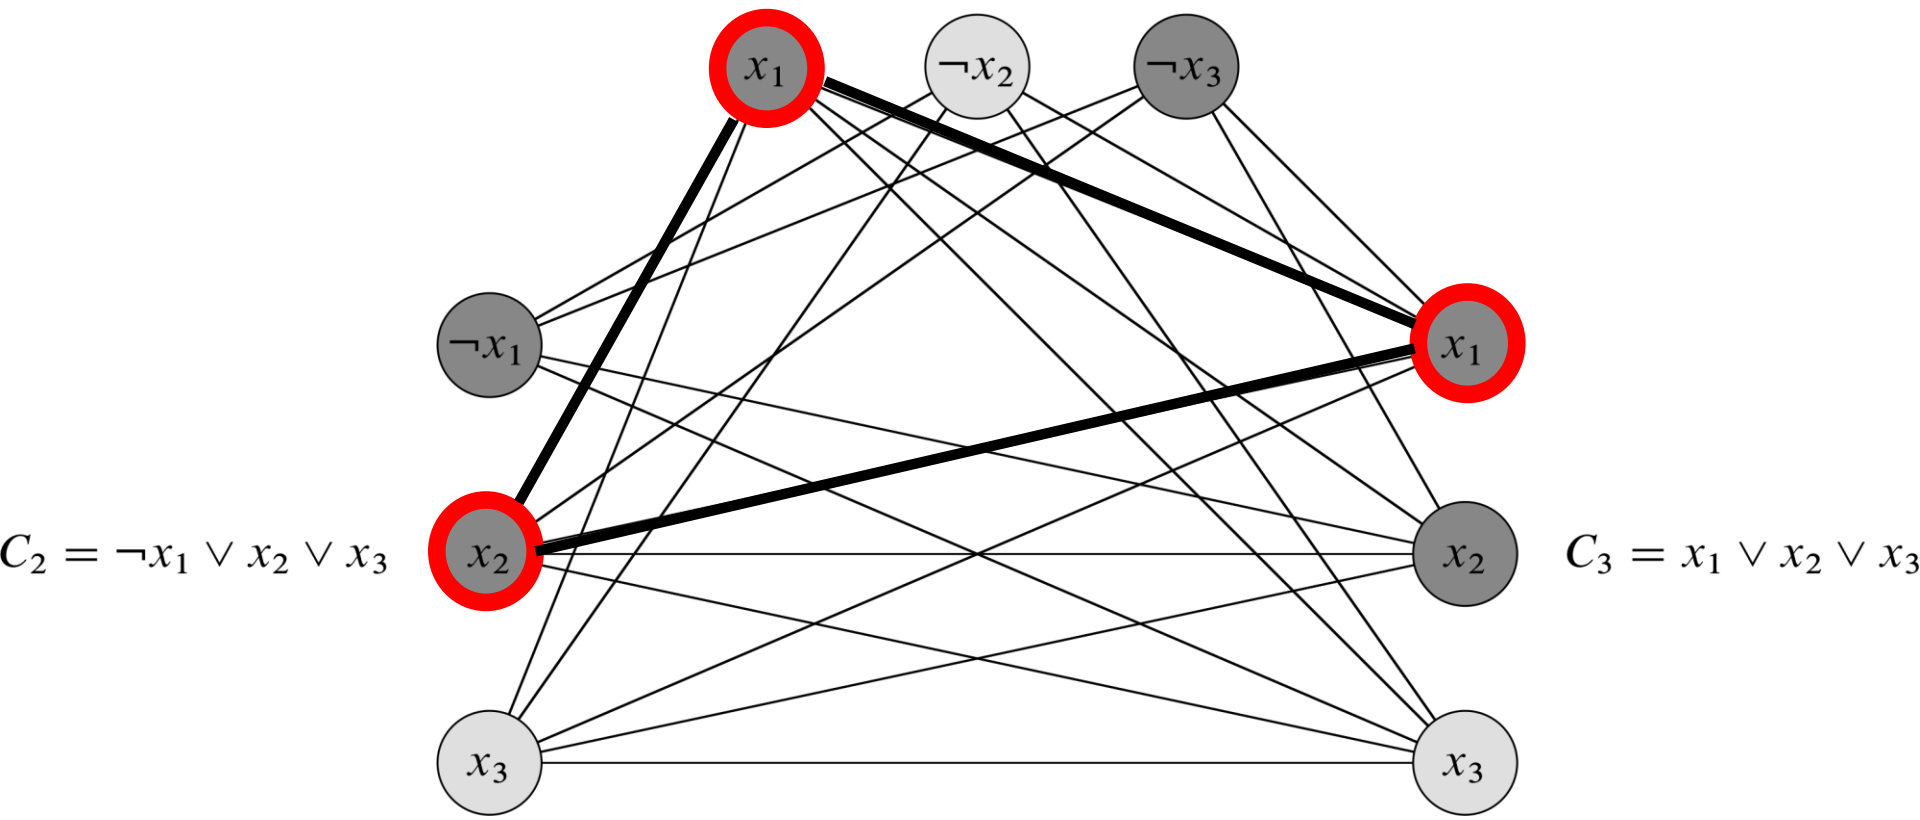 x₁
¬x₂
¬x₃
¬x₁
x₁
C₂ = ¬x₁ ∨ x₂ ∨ x₃
x₂
x₂
C₃ = x₁ ∨ x₂ ∨ x₃
x₃
x₃